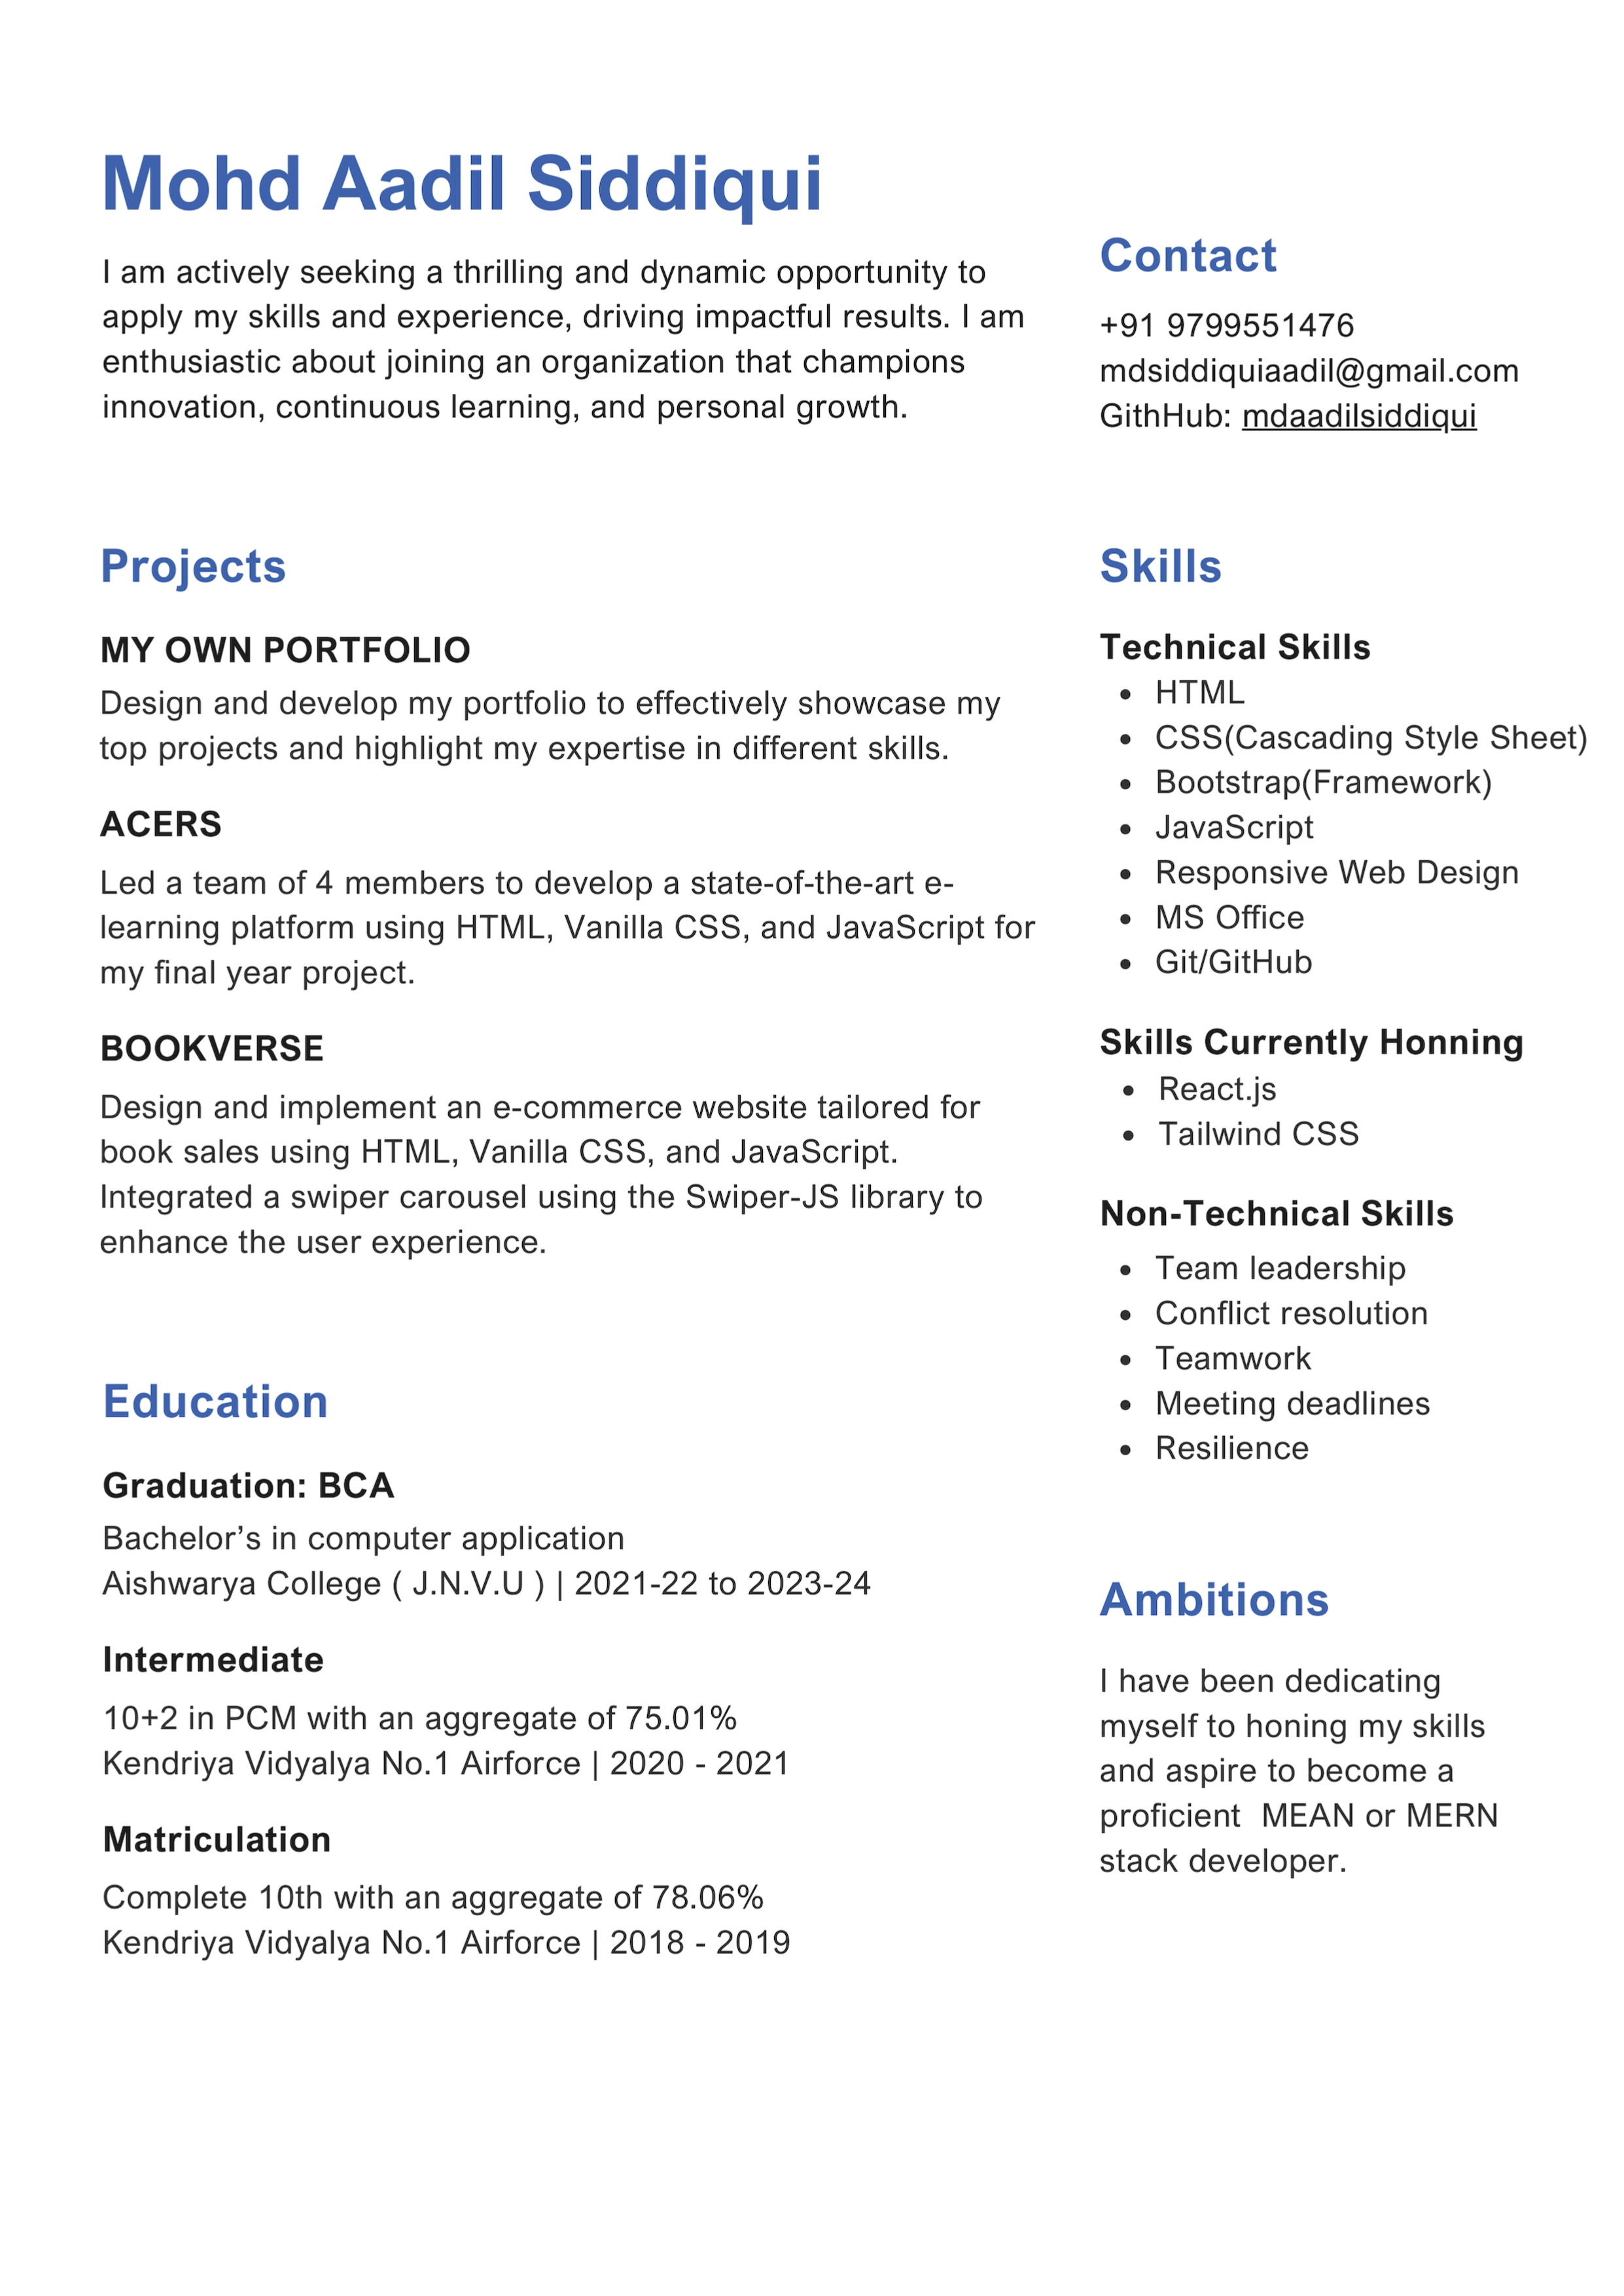 Mohd Aadil Siddiqui
I am actively seeking a thrilling and dynamic opportunity to
apply my skills and experience, driving impactful results. I am
enthusiastic about joining an organization that champions
innovation, continuous learning, and personal growth.
Contact
+91 9799551476
mdsiddiquiaadil@gmail.com
GithHub: mdaadilsiddiqui
Projects
MY OWN PORTFOLIO
Design and develop my portfolio to effectively showcase my
top projects and highlight my expertise in different skills.
ACERS
Led a team of 4 members to develop a state-of-the-art e-
learning platform using HTML, Vanilla CSS, and JavaScript for
my final year project.
BOOKVERSE
Design and implement an e-commerce website tailored for
book sales using HTML, Vanilla CSS, and JavaScript.
Integrated a swiper carousel using the Swiper-JS library to
enhance the user experience.
Education
Graduation: BCA
Bachelor’s in computer application
Aishwarya College ( J.N.V.U ) | 2021-22 to 2023-24
Intermediate
10+2 in PCM with an aggregate of 75.01%
Kendriya Vidyalya No.1 Airforce | 2020 - 2021
Matriculation
Complete 10th with an aggregate of 78.06%
Kendriya Vidyalya No.1 Airforce | 2018 - 2019
Skills
Technical Skills
• HTML
• CSS(Cascading Style Sheet)
• Bootstrap(Framework)
• JavaScript
• Responsive Web Design
• MS Office
• Git/GitHub
Skills Currently Honning
• React.js
• Tailwind CSS
Non-Technical Skills
• Team leadership
• Conflict resolution
• Teamwork
• Meeting deadlines
• Resilience
Ambitions
I have been dedicating
myself to honing my skills
and aspire to become a
proficient  MEAN or MERN
stack developer.